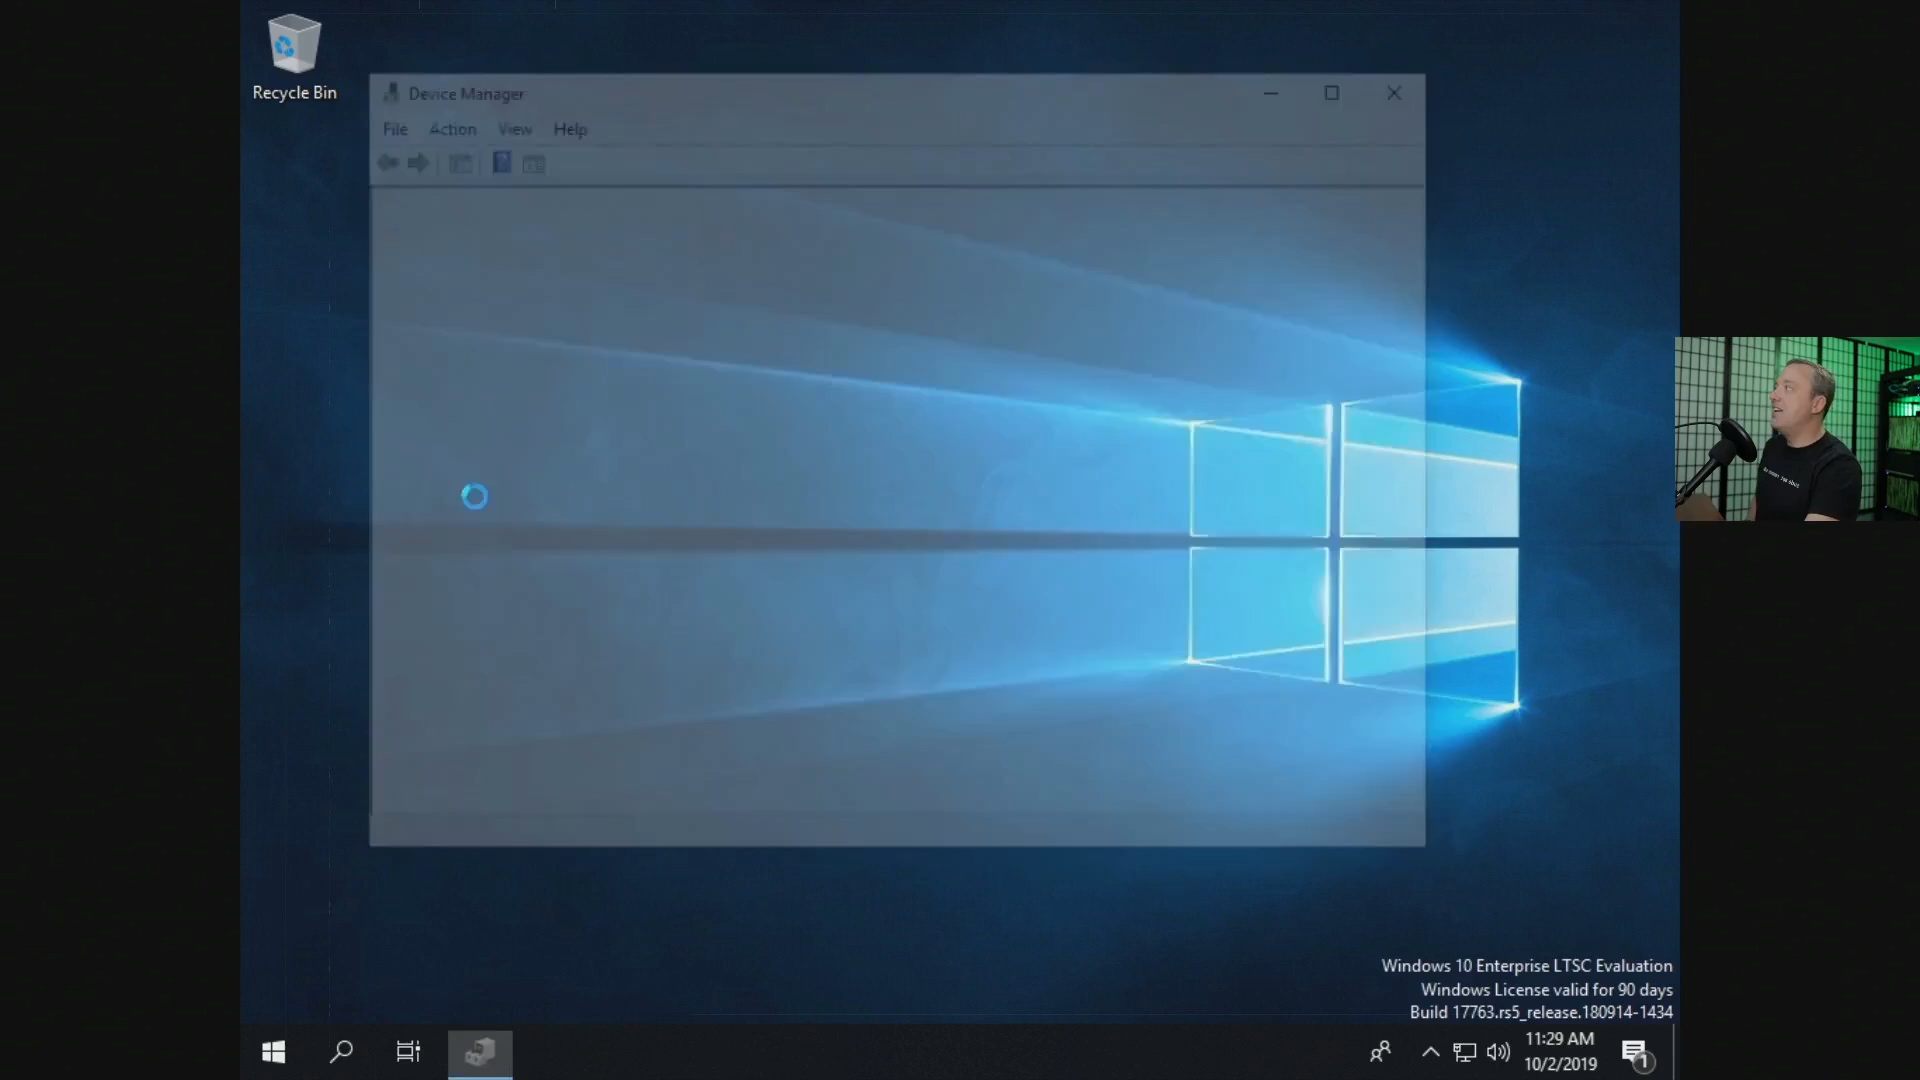 Recycle Bin
Device Manager
File Action View Help
Windows 10 Enterprise LTSC Evaluation
Windows License valid for 90 days
Build 17763.rs5_release.180914-1434
11:29 AM
10/2/2019
1